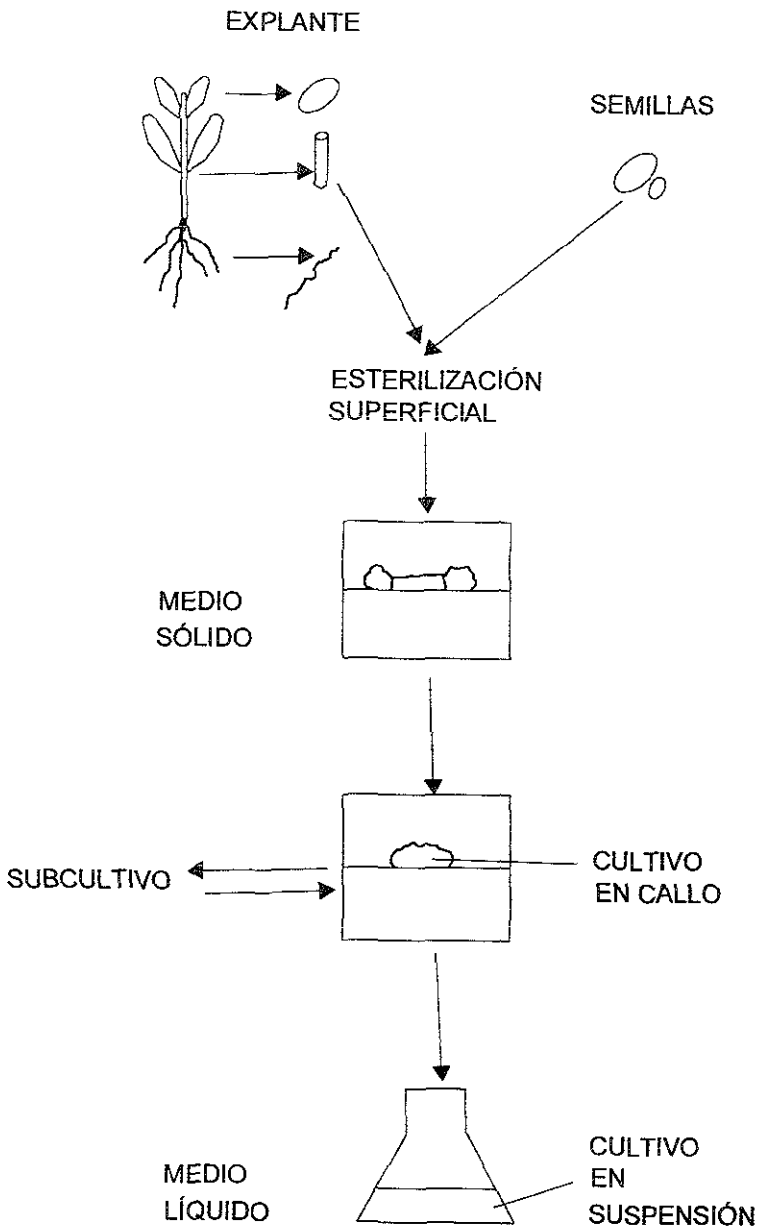 EXPLANTE
SEMILLAS
ESTERILIZACIÓN
SUPERFICIAL
MEDIO
SÓLIDO
SUBCULTIVO
CULTIVO
EN CALLO
MEDIO
LÍQUIDO
CULTIVO
EN
SUSPENSIÓN